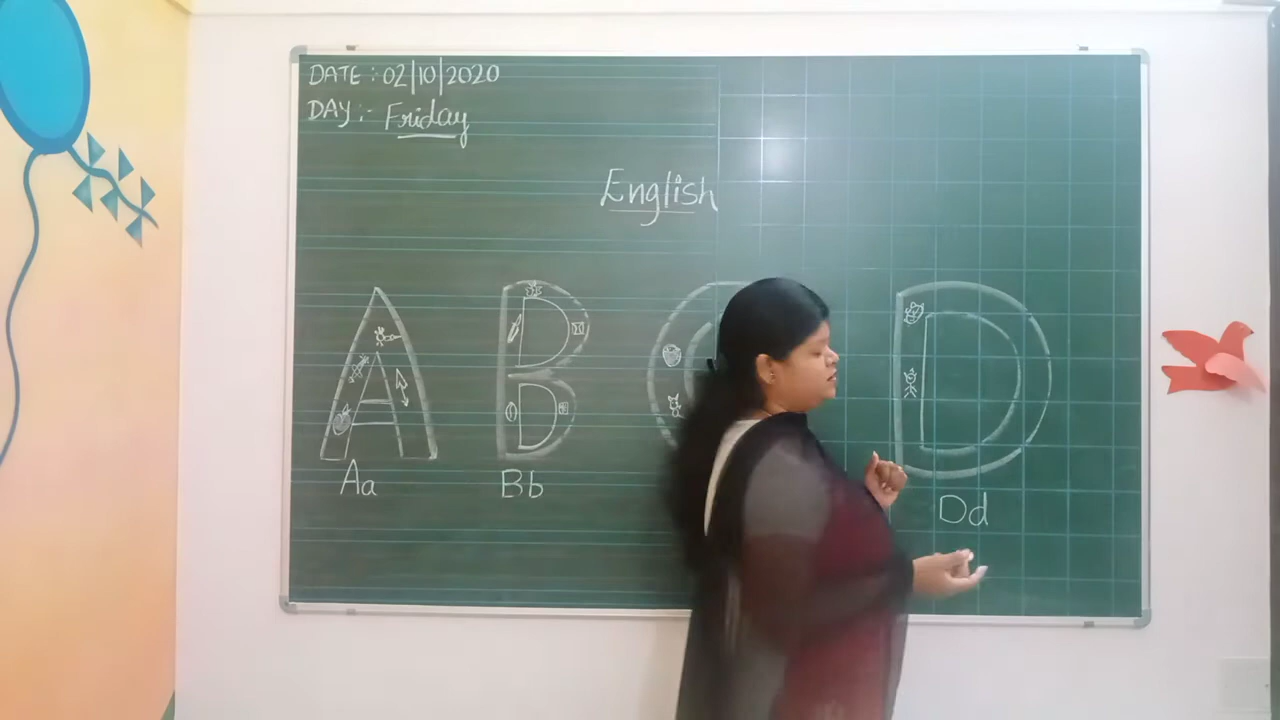 DATE : 02|10|2020
DAY :- Friday
English
A B C D
Aa Bb Dd